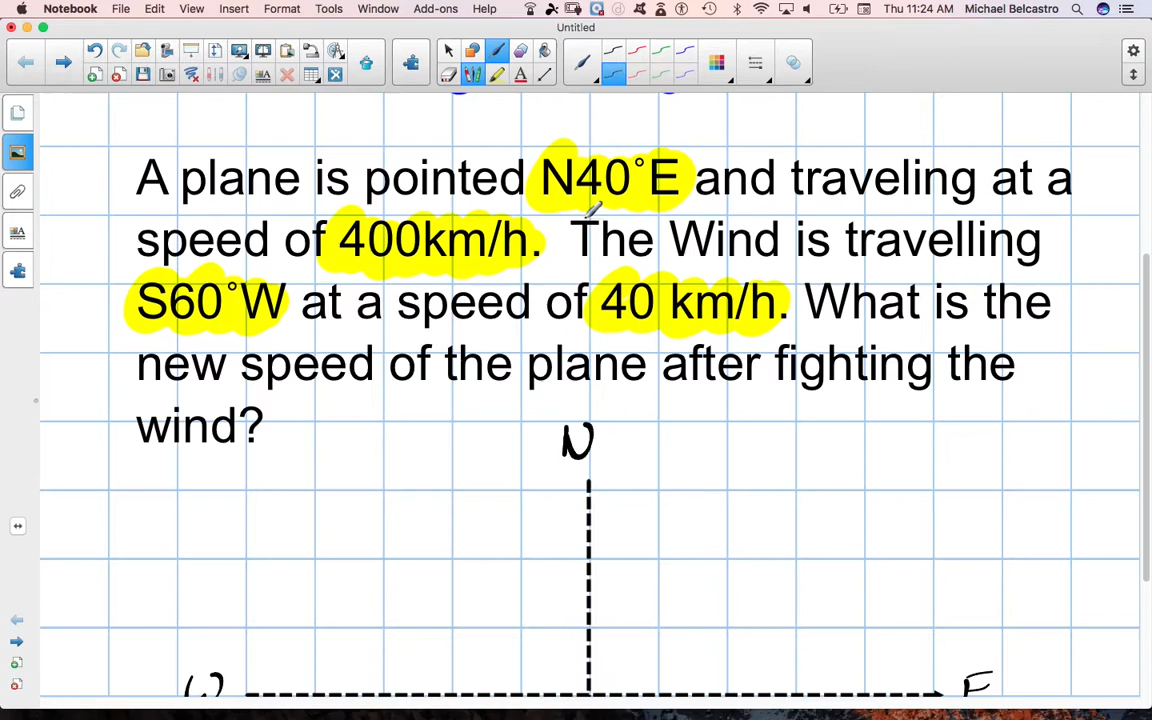 Notebook File Edit View Insert Format Tools Window Add-ons Help Thu 11:24 AM Michael Belcastro
Untitled
A plane is pointed N40°E and traveling at a
speed of 400km/h. The Wind is travelling
S60°W at a speed of 40 km/h. What is the
new speed of the plane after fighting the
wind?
N
W E